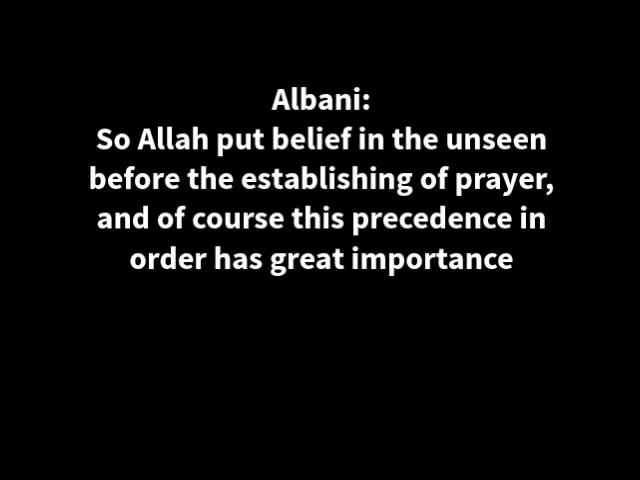 Albani:
So Allah put belief in the unseen
before the establishing of prayer,
and of course this precedence in
order has great importance